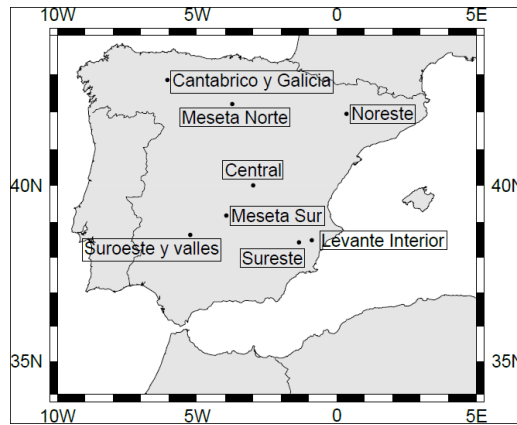 10W 5W 0 5E
Cantabrico y Galicia
Meseta Norte
Noreste
Central
40N 40N
Meseta Sur
Suroeste y valles
Levante Interior
Sureste
35N 35N
10W 5W 0 5E